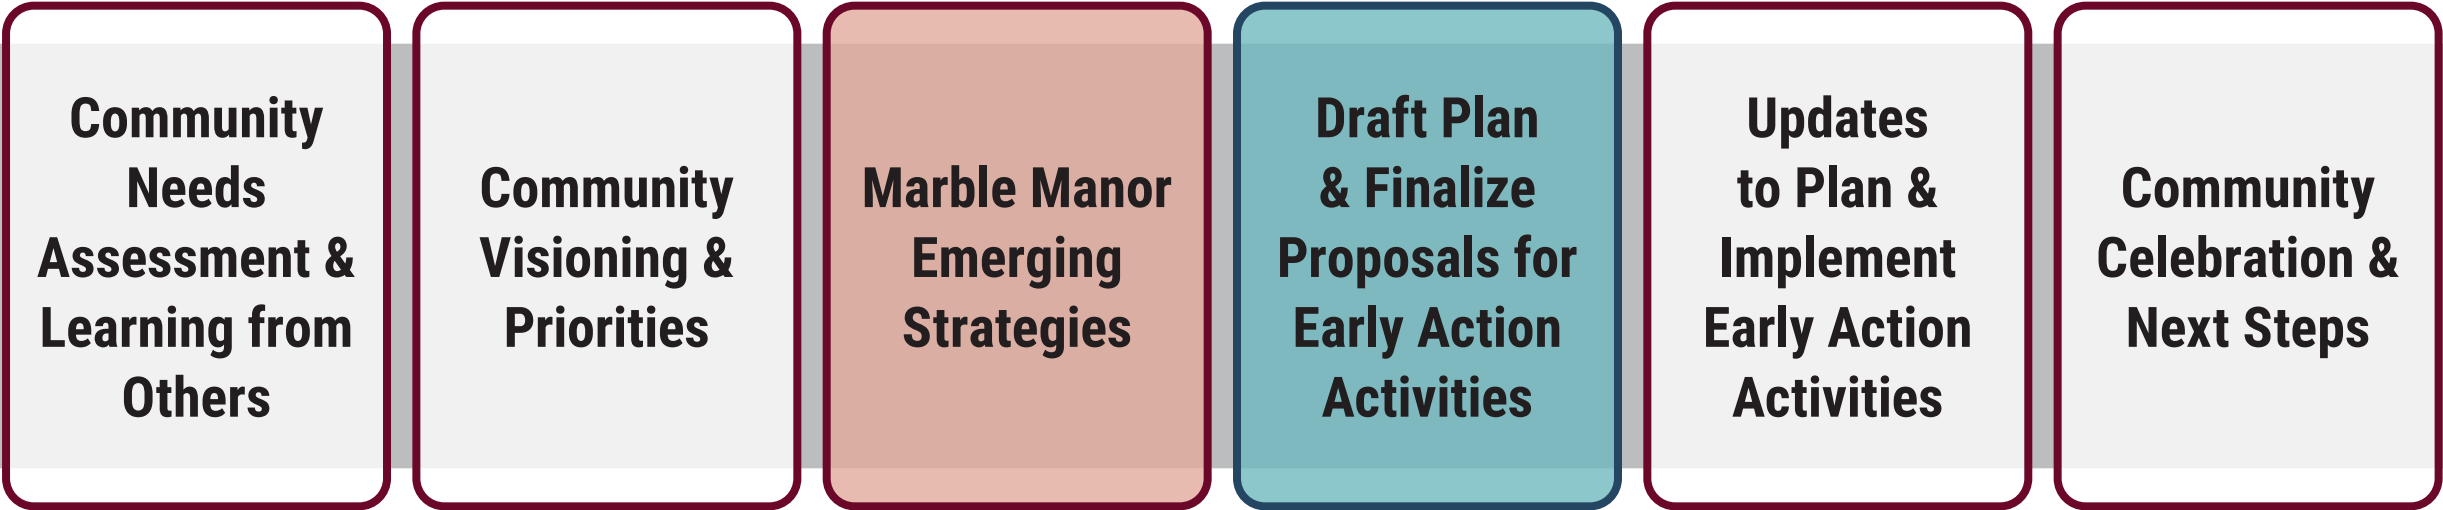 Community
Needs
Assessment &
Learning from
Others
Community
Visioning &
Priorities
Marble Manor
Emerging
Strategies
Draft Plan
& Finalize
Proposals for
Early Action
Activities
Updates
to Plan &
Implement
Early Action
Activities
Community
Celebration &
Next Steps